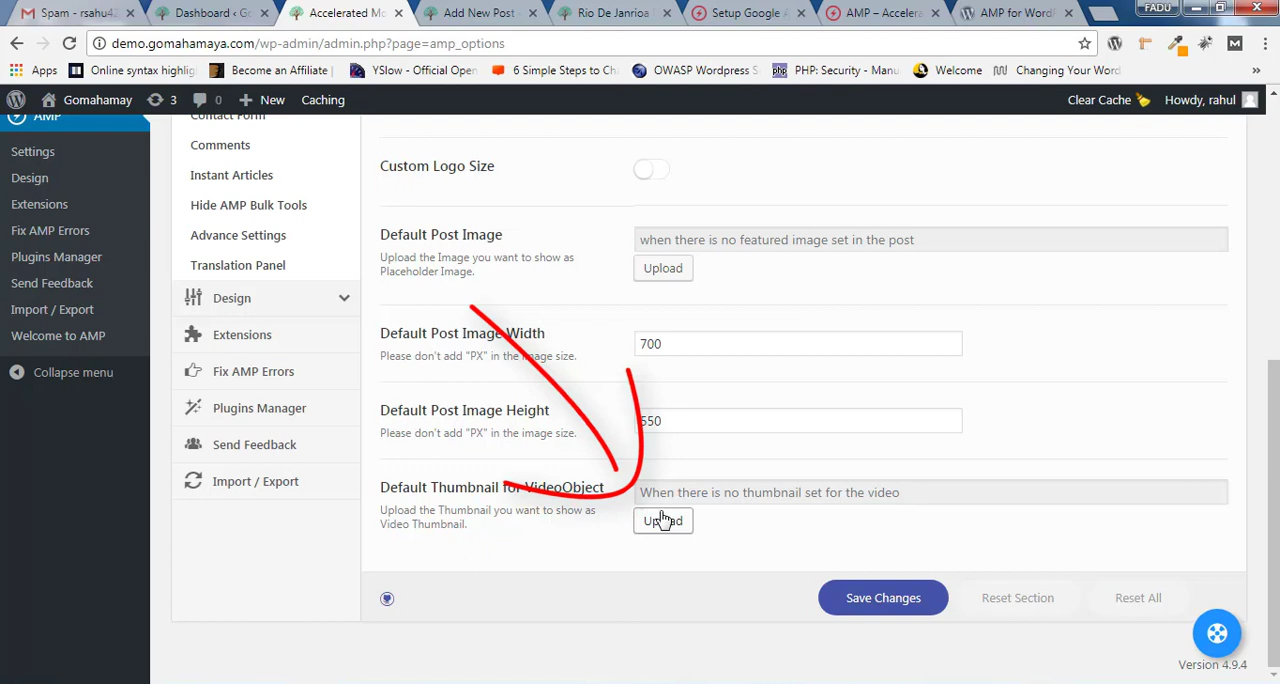 Spam - rsahu42
Dashboard ‹ G
Accelerated Mo
Add New Post ‹
Rio De Janrioa
Setup Google A
AMP – Acceler
AMP for WordP
FADU
demo.gomahamaya.com/wp-admin/admin.php?page=amp_options
Apps
Online syntax highlig
Become an Affiliate
YSlow - Official Open
6 Simple Steps to Ch
OWASP Wordpress S
PHP: Security - Manu
Welcome
Changing Your Word
»
Gomahamay
3
0
New
Caching
Clear Cache
Howdy, rahul
AMP
Settings
Design
Extensions
Fix AMP Errors
Plugins Manager
Send Feedback
Import / Export
Welcome to AMP
Collapse menu
Contact Form
Comments
Instant Articles
Hide AMP Bulk Tools
Advance Settings
Translation Panel
Design
Extensions
Fix AMP Errors
Plugins Manager
Send Feedback
Import / Export
Custom Logo Size
Default Post Image
Upload the Image you want to show as
Placeholder Image.
when there is no featured image set in the post
Upload
Default Post Image Width
Please don't add "PX" in the image size.
700
Default Post Image Height
Please don't add "PX" in the image size.
550
Default Thumbnail for VideoObject
Upload the Thumbnail you want to show as
Video Thumbnail.
When there is no thumbnail set for the video
Upload
Save Changes
Reset Section
Reset All
Version 4.9.4